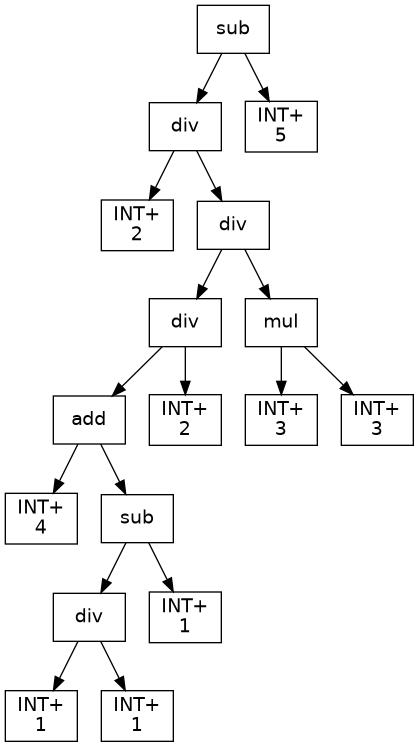 sub
div
INT+
5
INT+
2
div
div
mul
add
INT+
2
INT+
3
INT+
3
INT+
4
sub
div
INT+
1
INT+
1
INT+
1